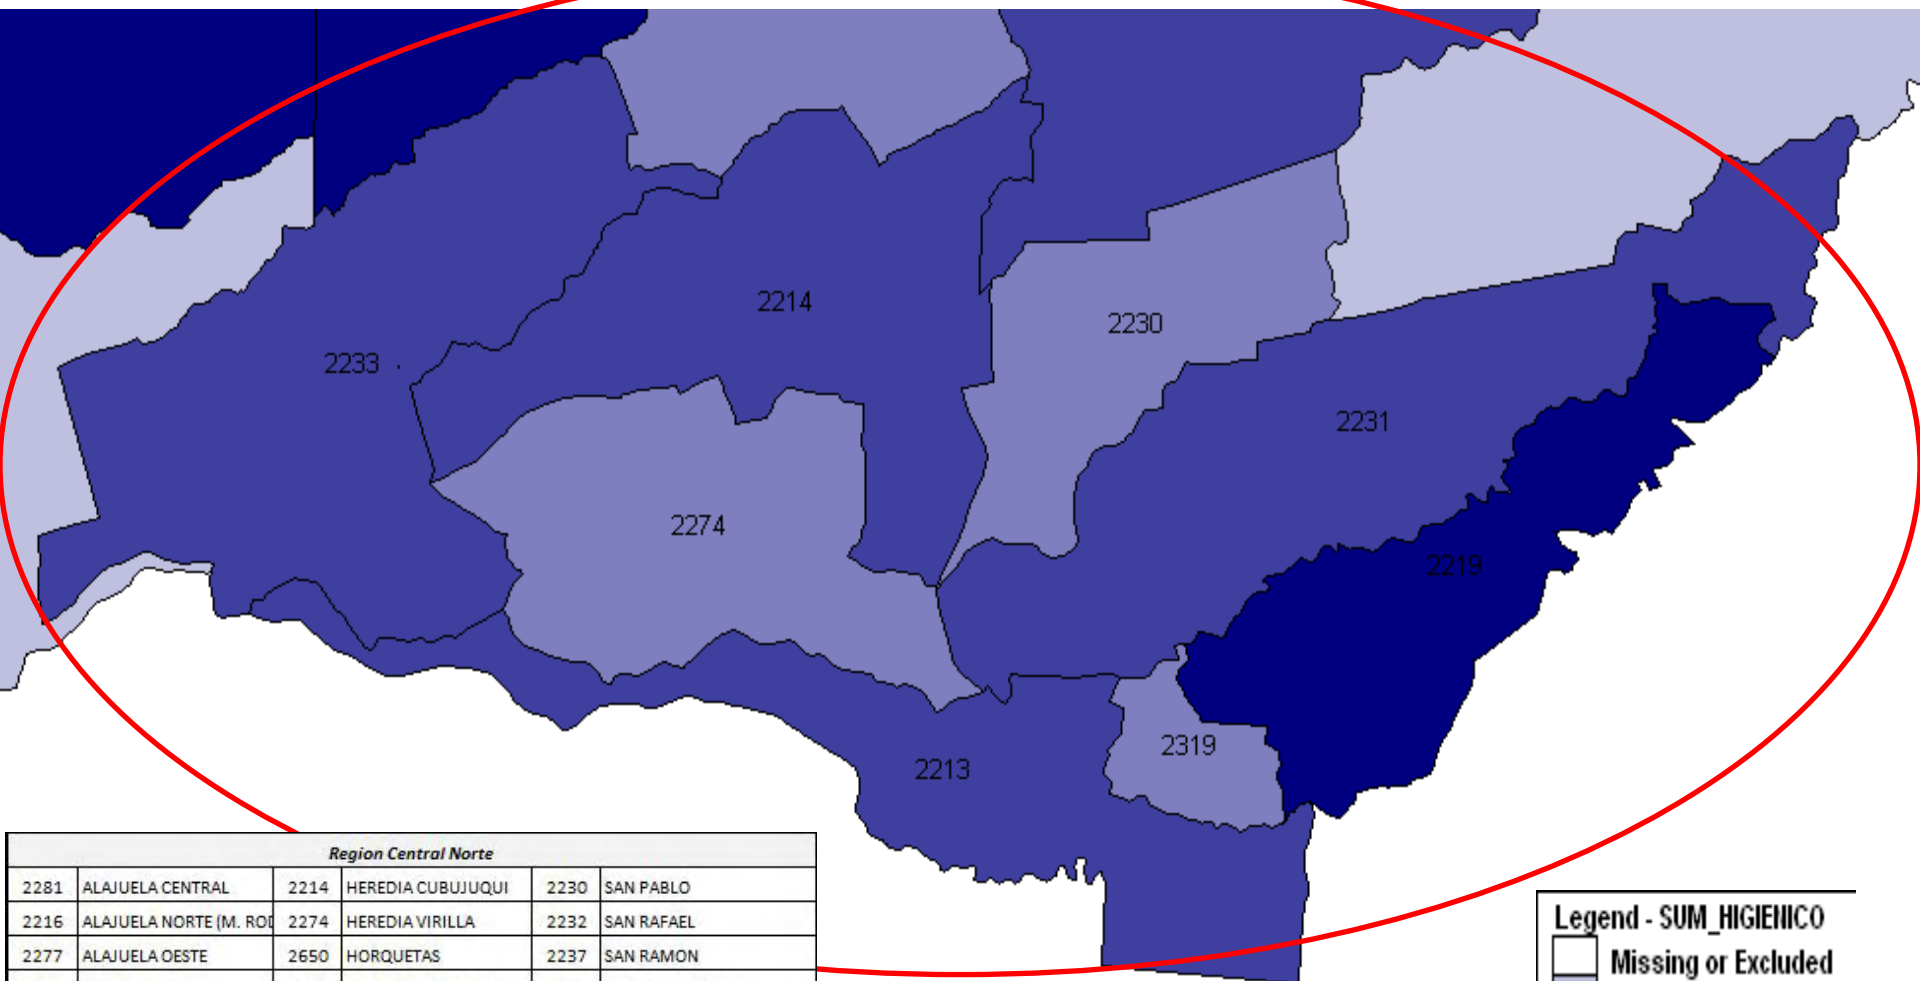 2214
2230
2233
2231
2274
2219
2319
2213
Region Central Norte
2281 ALAJUELA CENTRAL 2214 HEREDIA CUBUJUQUI 2230 SAN PABLO
2216 ALAJUELA NORTE (M. ROD 2274 HEREDIA VIRILLA 2232 SAN RAFAEL
2277 ALAJUELA OESTE 2650 HORQUETAS 2237 SAN RAMON
Legend - SUM_HIGIENICO
Missing or Excluded